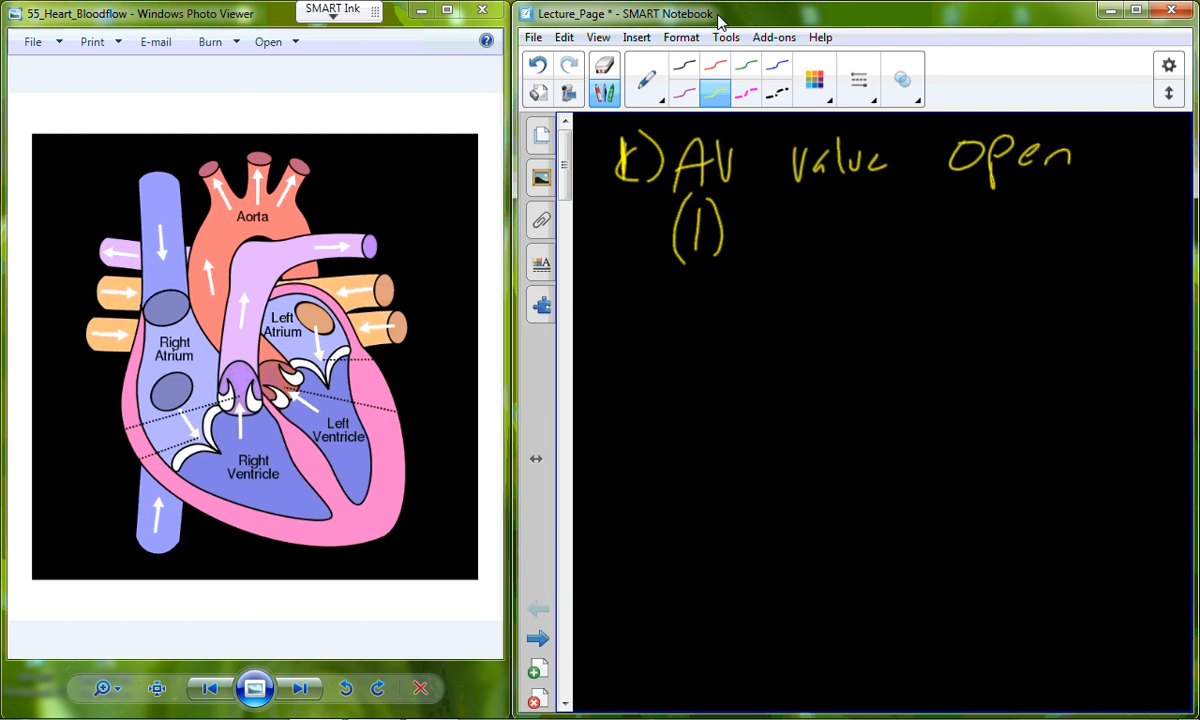 55_Heart_Bloodflow - Windows Photo Viewer
SMART Ink
File Print E-mail Burn Open
Aorta
Left
Atrium
Right
Atrium
Left
Ventricle
Right
Ventricle
Lecture_Page * - SMART Notebook
File Edit View Insert Format Tools Add-ons Help
AV valve open
(1)